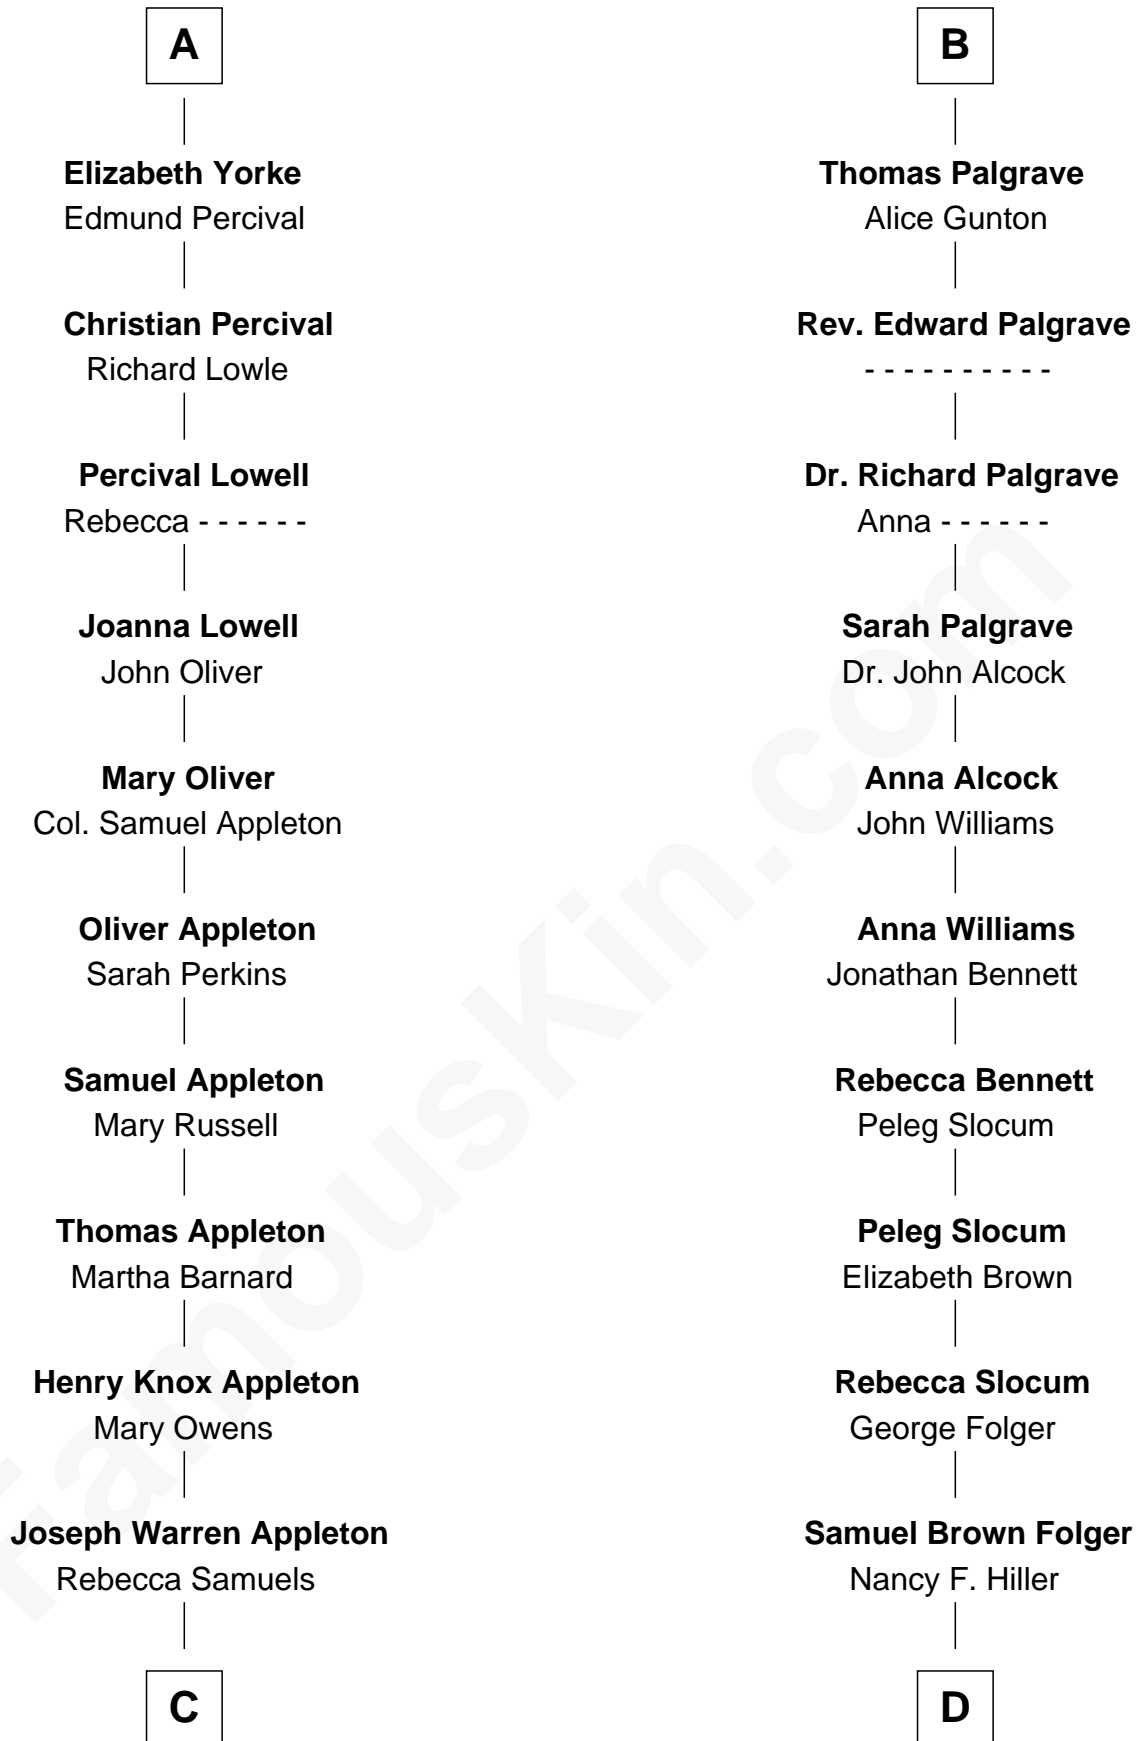 A
Elizabeth Yorke
Edmund Percival
Christian Percival
Richard Lowle
Percival Lowell
Rebecca - - - - - -
Joanna Lowell
John Oliver
Mary Oliver
Col. Samuel Appleton
Oliver Appleton
Sarah Perkins
Samuel Appleton
Mary Russell
Thomas Appleton
Martha Barnard
Henry Knox Appleton
Mary Owens
Joseph Warren Appleton
Rebecca Samuels
C
B
Thomas Palgrave
Alice Gunton
Rev. Edward Palgrave
- - - - - - - - - -
Dr. Richard Palgrave
Anna - - - - - -
Sarah Palgrave
Dr. John Alcock
Anna Alcock
John Williams
Anna Williams
Jonathan Bennett
Rebecca Bennett
Peleg Slocum
Peleg Slocum
Elizabeth Brown
Rebecca Slocum
George Folger
Samuel Brown Folger
Nancy F. Hiller
D
FamousKin.com